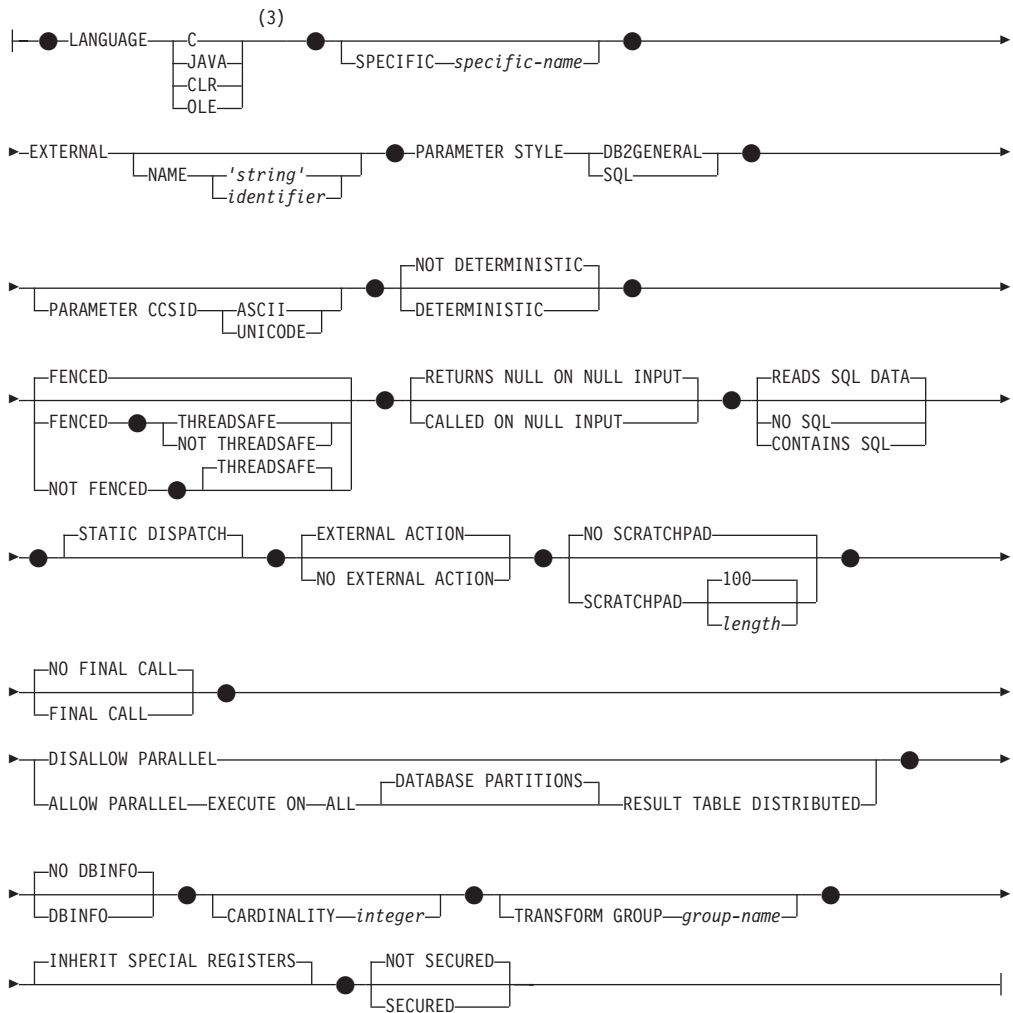 (3)
LANGUAGE C SPECIFIC specific-name
JAVA
CLR
OLE
EXTERNAL NAME 'string' PARAMETER STYLE DB2GENERAL
identifier SQL
PARAMETER CCSID ASCII NOT DETERMINISTIC
UNICODE DETERMINISTIC
FENCED RETURNS NULL ON NULL INPUT READS SQL DATA
FENCED THREADSAFE CALLED ON NULL INPUT NO SQL
NOT THREADSAFE CONTAINS SQL
THREADSAFE
NOT FENCED
STATIC DISPATCH EXTERNAL ACTION NO SCRATCHPAD
NO EXTERNAL ACTION 100
SCRATCHPAD length
NO FINAL CALL
FINAL CALL
DISALLOW PARALLEL
DATABASE PARTITIONS
ALLOW PARALLEL EXECUTE ON ALL RESULT TABLE DISTRIBUTED
NO DBINFO
DBINFO CARDINALITY integer TRANSFORM GROUP group-name
INHERIT SPECIAL REGISTERS NOT SECURED
SECURED